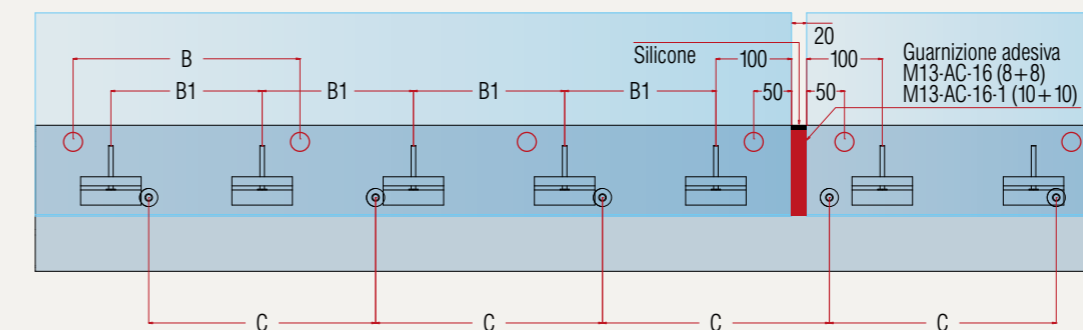 20
Silicone
100
100
Guarnizione adesiva
M13-AC-16 (8+8)
M13-AC-16-1 (10+10)
B
B1
B1
B1
B1
50
50
C
C
C
C